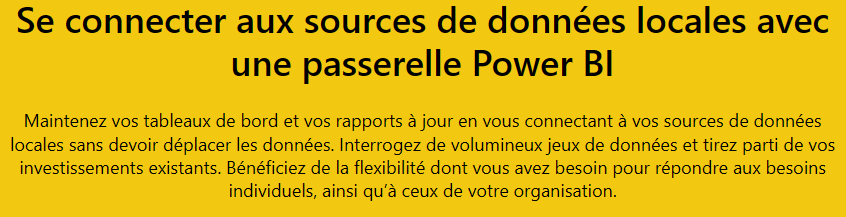 Se connecter aux sources de données locales avec
une passerelle Power BI
Maintenez vos tableaux de bord et vos rapports à jour en vous connectant à vos sources de données
locales sans devoir déplacer les données. Interrogez de volumineux jeux de données et tirez parti de vos
investissements existants. Bénéficiez de la flexibilité dont vous avez besoin pour répondre aux besoins
individuels, ainsi qu’à ceux de votre organisation.